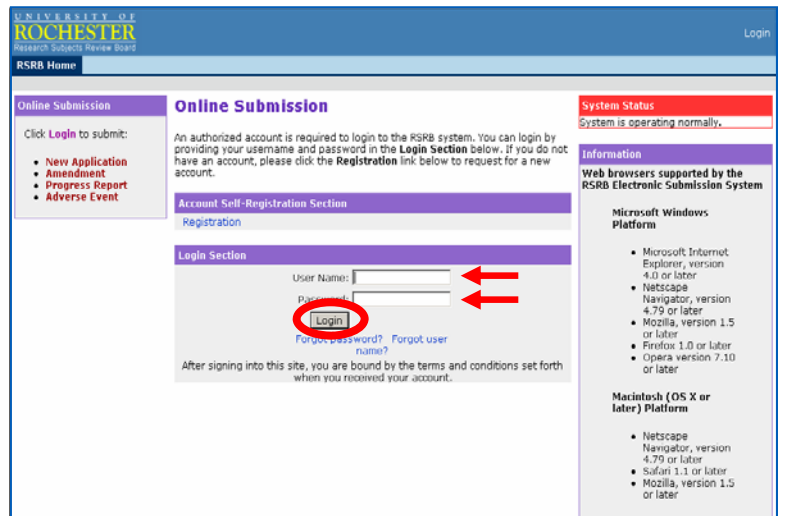 UNIVERSITY OF
ROCHESTER
Research Subjects Review Board
Login
RSRB Home
Online Submission
Click Login to submit:
• New Application
• Amendment
• Progress Report
• Adverse Event
Online Submission
An authorized account is required to login to the RSRB system. You can login by
providing your username and password in the Login Section below. If you do not
have an account, please click the Registration link below to request for a new
account.
Account Self-Registration Section
Registration
Login Section
User Name:
Password:
Login
Forgot password? Forgot user
name?
After signing into this site, you are bound by the terms and conditions set forth
when you received your account.
System Status
System is operating normally.
Information
Web browsers supported by the
RSRB Electronic Submission System
Microsoft Windows
Platform
• Microsoft Internet
Explorer, version
4.0 or later
• Netscape
Navigator, version
4.79 or later
• Mozilla, version 1.5
or later
• Firefox 1.0 or later
• Opera version 7.10
or later
Macintosh (OS X or
later) Platform
• Netscape
Navigator, version
4.79 or later
• Safari 1.1 or later
• Mozilla, version 1.5
or later